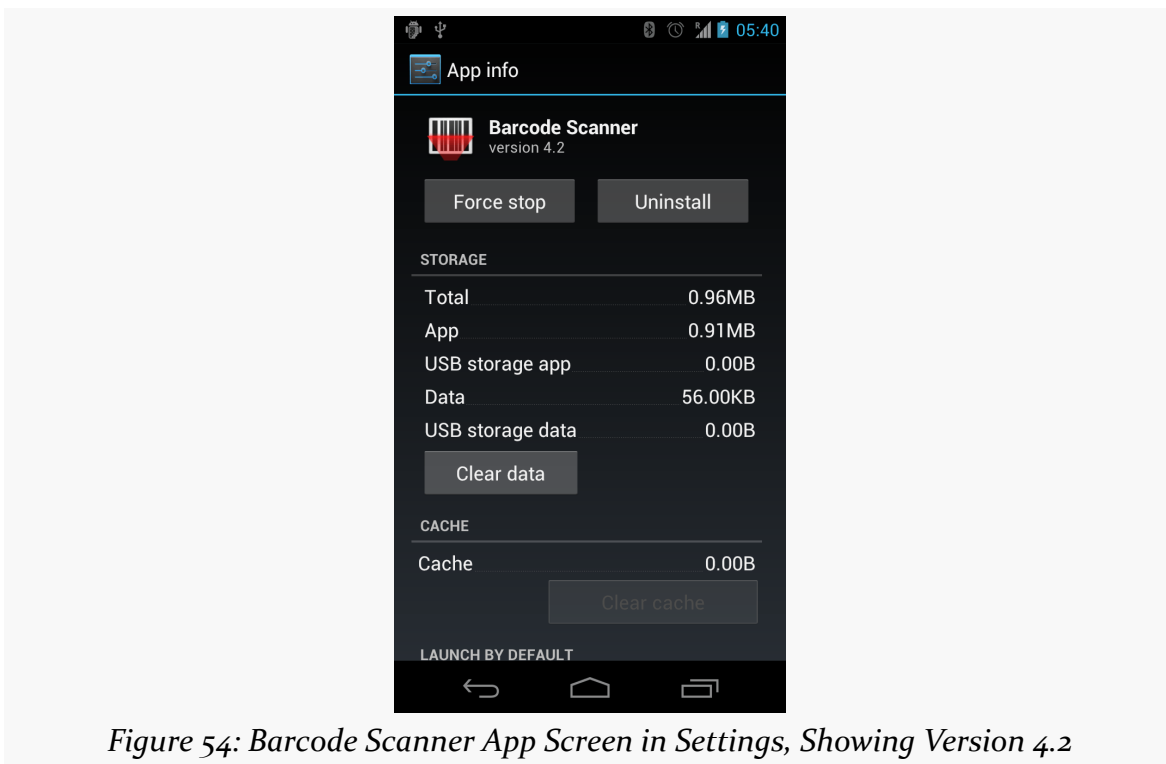 R 05:40
App info
Barcode Scanner
version 4.2
Force stop Uninstall
STORAGE
Total 0.96MB
App 0.91MB
USB storage app 0.00B
Data 56.00KB
USB storage data 0.00B
Clear data
CACHE
Cache 0.00B
Clear cache
LAUNCH BY DEFAULT
Figure 54: Barcode Scanner App Screen in Settings, Showing Version 4.2